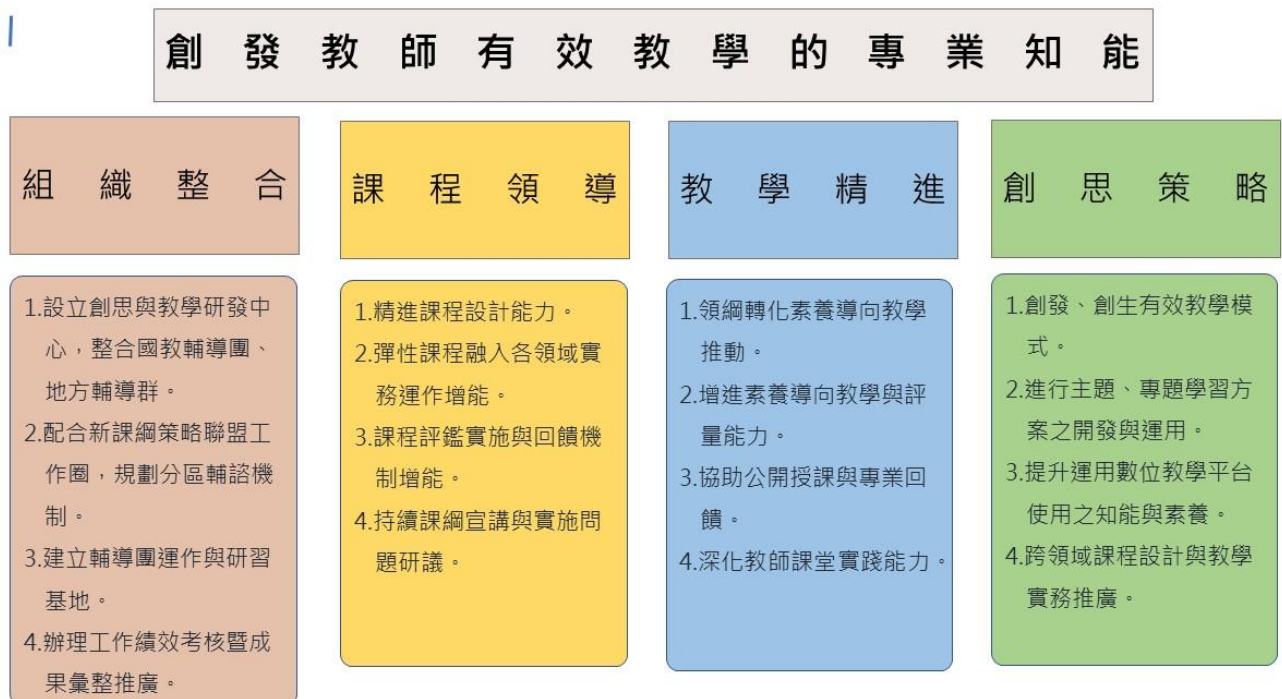 創發教師有效教學的專業知能
組織整合
1.設立創思與教學研發中
心，整合國教輔導團、
地方輔導群。
2.配合新課綱策略聯盟工
作圈，規劃分區輔諮機
制。
3.建立輔導團運作與研習
基地。
4.辦理工作績效考核暨成
果彙整推廣。
課程領導
1.精進課程設計能力。
2.彈性課程融入各領域實
務運作增能。
3.課程評鑑實施與回饋機
制增能。
4.持續課綱宣講與實施問
題研議。
教學精進
1.領綱轉化素養導向教學
推動。
2.增進素養導向教學與評
量能力。
3.協助公開授課與專業回
饋。
4.深化教師課堂實踐能力。
創思策略
1.創發、創生有效教學模
式。
2.進行主題、專題學習方
案之開發與運用。
3.提升運用數位教學平台
使用之知能與素養。
4.跨領域課程設計與教學
實務推廣。